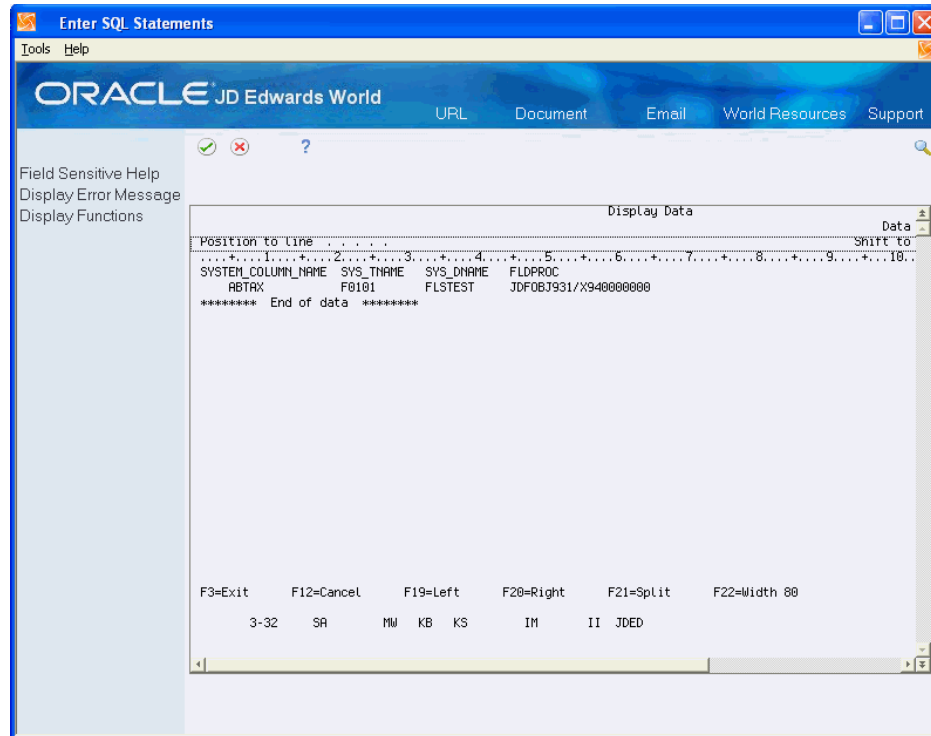 Enter SQL Statements
Tools Help
ORACLE JD Edwards World
URL Document Email World Resources Support
?
Field Sensitive Help
Display Error Message
Display Functions
Display Data
Data
Position to line . . . . .
Shift to
....+....1....+....2....+....3....+....4....+....5....+....6....+....7....+....8....+....9....+...10..
SYSTEM_COLUMN_NAME SYS_TNAME SYS_DNAME FLDPROC
ABTAX F0101 FLSTEST JDFOBJ931/X940000000
******** End of data ********
F3=Exit F12=Cancel F19=Left F20=Right F21=Split F22=Width 80
3-32 SA MW KB KS IM II JDED